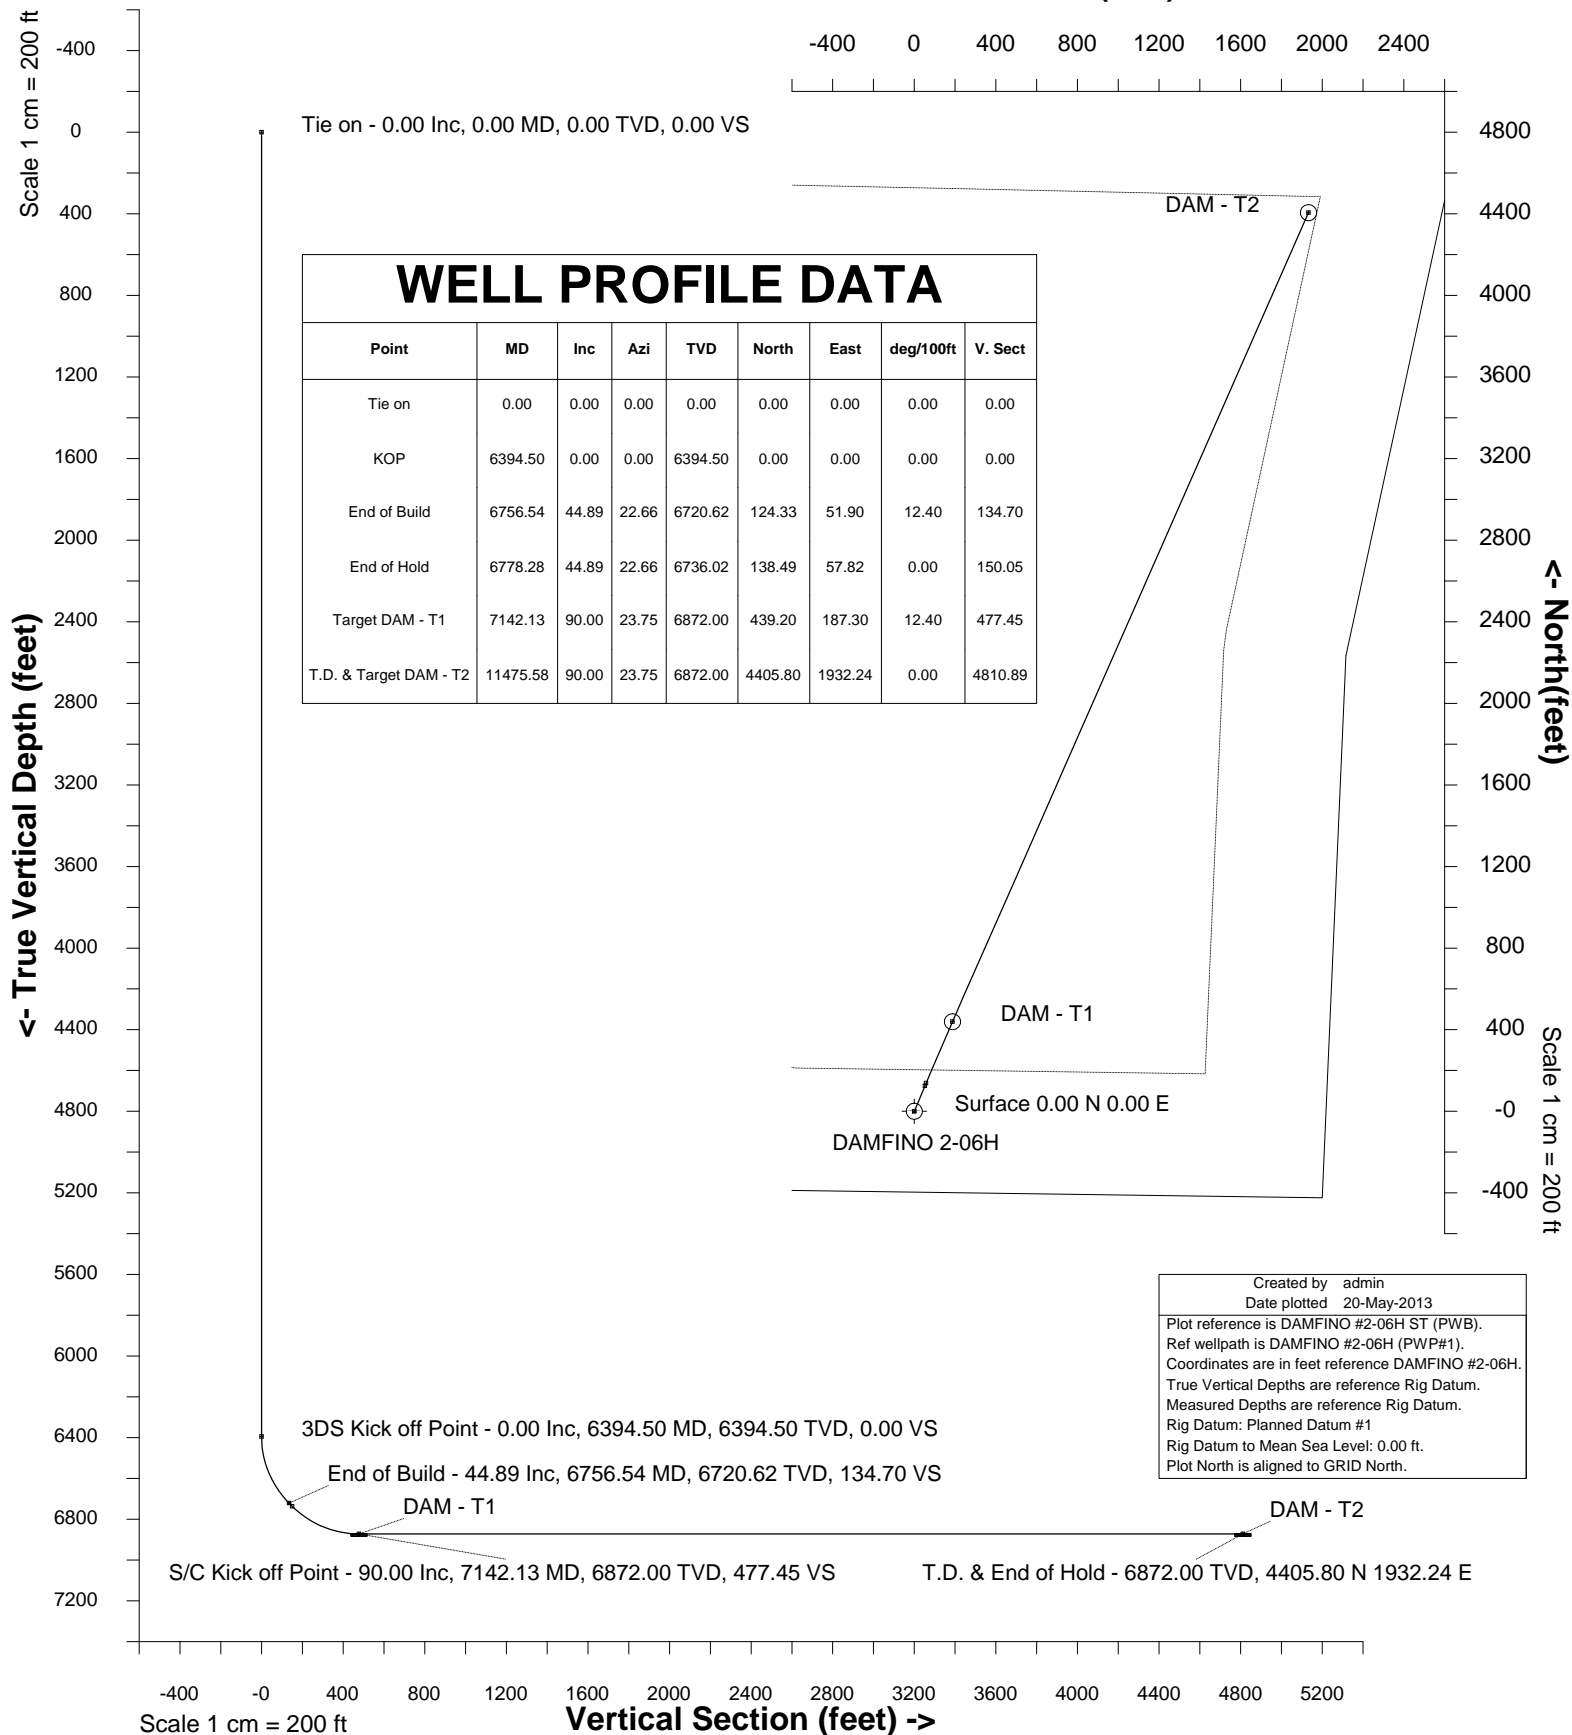 Scale 1 cm = 200 ft
-400
0
400
800
1200
1600
2000
2400
2800
3200
3600
4000
4400
4800
5200
5600
6000
6400
6800
7200
<- True Vertical Depth (feet)
-400 0 400 800 1200 1600 2000 2400
Tie on - 0.00 Inc, 0.00 MD, 0.00 TVD, 0.00 VS
WELL PROFILE DATA
Point MD Inc Azi TVD North East deg/100ft V. Sect
Tie on 0.00 0.00 0.00 0.00 0.00 0.00 0.00 0.00
KOP 6394.50 0.00 0.00 6394.50 0.00 0.00 0.00 0.00
End of Build 6756.54 44.89 22.66 6720.62 124.33 51.90 12.40 134.70
End of Hold 6778.28 44.89 22.66 6736.02 138.49 57.82 0.00 150.05
Target DAM - T1 7142.13 90.00 23.75 6872.00 439.20 187.30 12.40 477.45
T.D. & Target DAM - T2 11475.58 90.00 23.75 6872.00 4405.80 1932.24 0.00 4810.89
DAM - T2
DAM - T1
Surface 0.00 N 0.00 E
DAMFINO 2-06H
4800
4400
4000
3600
3200
2800
2400
2000
1600
1200
800
400
-0
-400
<- North(feet)
Scale 1 cm = 200 ft
Created by admin
Date plotted 20-May-2013
Plot reference is DAMFINO #2-06H ST (PWB).
Ref wellpath is DAMFINO #2-06H (PWP#1).
Coordinates are in feet reference DAMFINO #2-06H.
True Vertical Depths are reference Rig Datum.
Measured Depths are reference Rig Datum.
Rig Datum: Planned Datum #1
Rig Datum to Mean Sea Level: 0.00 ft.
Plot North is aligned to GRID North.
3DS Kick off Point - 0.00 Inc, 6394.50 MD, 6394.50 TVD, 0.00 VS
End of Build - 44.89 Inc, 6756.54 MD, 6720.62 TVD, 134.70 VS
DAM - T1
DAM - T2
S/C Kick off Point - 90.00 Inc, 7142.13 MD, 6872.00 TVD, 477.45 VS
T.D. & End of Hold - 6872.00 TVD, 4405.80 N 1932.24 E
-400 -0 400 800 1200 1600 2000 2400 2800 3200 3600 4000 4400 4800 5200
Scale 1 cm = 200 ft
Vertical Section (feet) ->